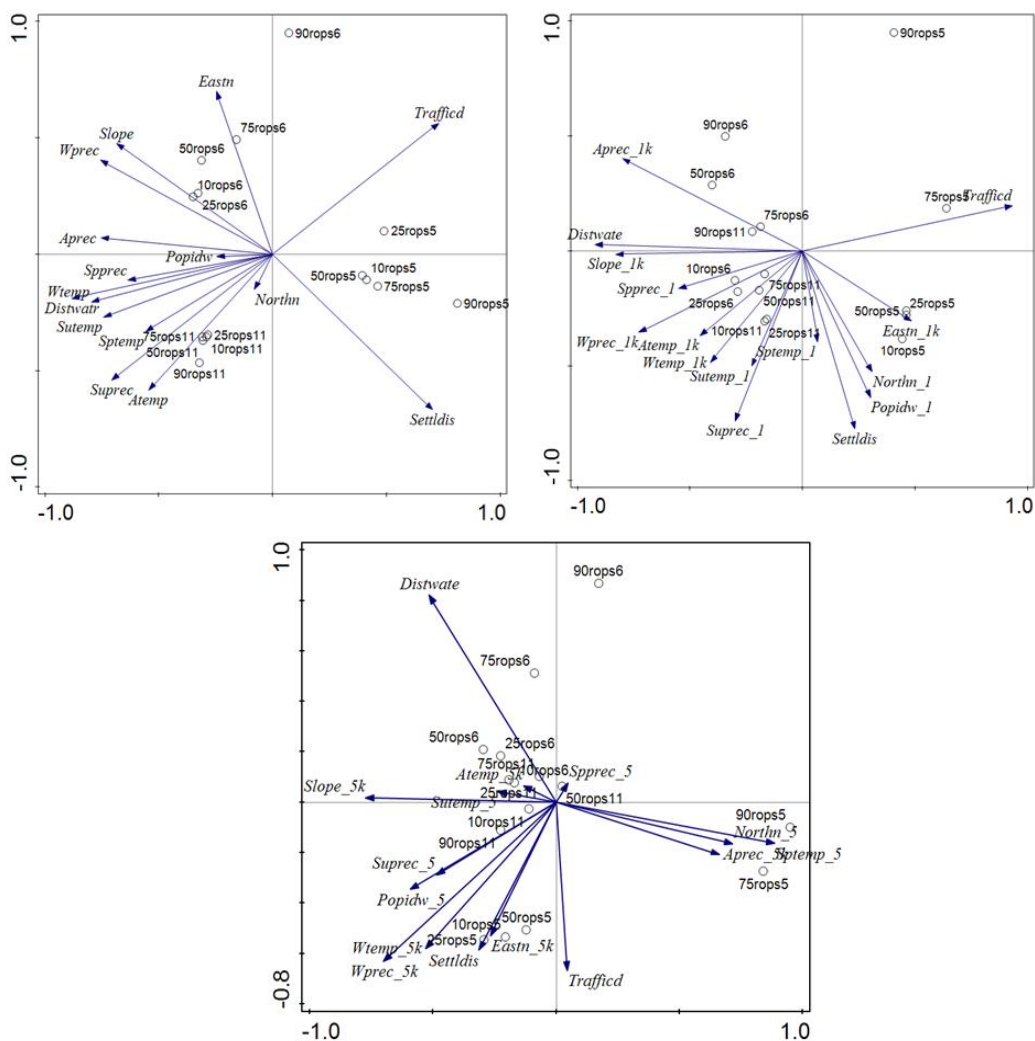 1.0
90rops6
Eastn
Trafficd
75rops6
Slope
50rops6
Wprec
10rops6
25rops6
25rops5
Aprec
Popidw
10rops5
Spprec
50rops5
75rops5
Northn
Wtemp
Distwatr
90rops5
Sutemp
Sptemp
25rops11
75rops11
10rops11
50rops11
90rops11
Suprec
Atemp
Settldis
-1.0
-1.0
1.0
1.0
90rops5
90rops6
Aprec_1k
50rops6
75rops5
Trafficd
75rops6
90rops11
Distwate
Slope_1k
10rops6
Spprec_1
75rops11
25rops6
50rops11
25rops5
50rops5
Eastn_1k
Wprec_1k
10rops11
25rops11
Atemp_1k
Sptemp_1
10rops5
Wtemp_1k
Sutemp_1
Northn_1
Popidw_1
Suprec_1
Settldis
-1.0
-1.0
1.0
1.0
90rops6
Distwate
75rops6
50rops6
25rops6
75rops11
Atemp_5k
10rops6
Spprec_5
Slope_5k
25rops11
50rops11
Sutemp_5
10rops11
90rops5
Northn_5
90rops11
Aprec_5k
Sptemp_5
Suprec_5
75rops5
Popidw_5
10rops5
50rops5
25rops5
Eastn_5k
Wtemp_5k
Settldis
Wprec_5k
Trafficd
-0.8
-1.0
1.0